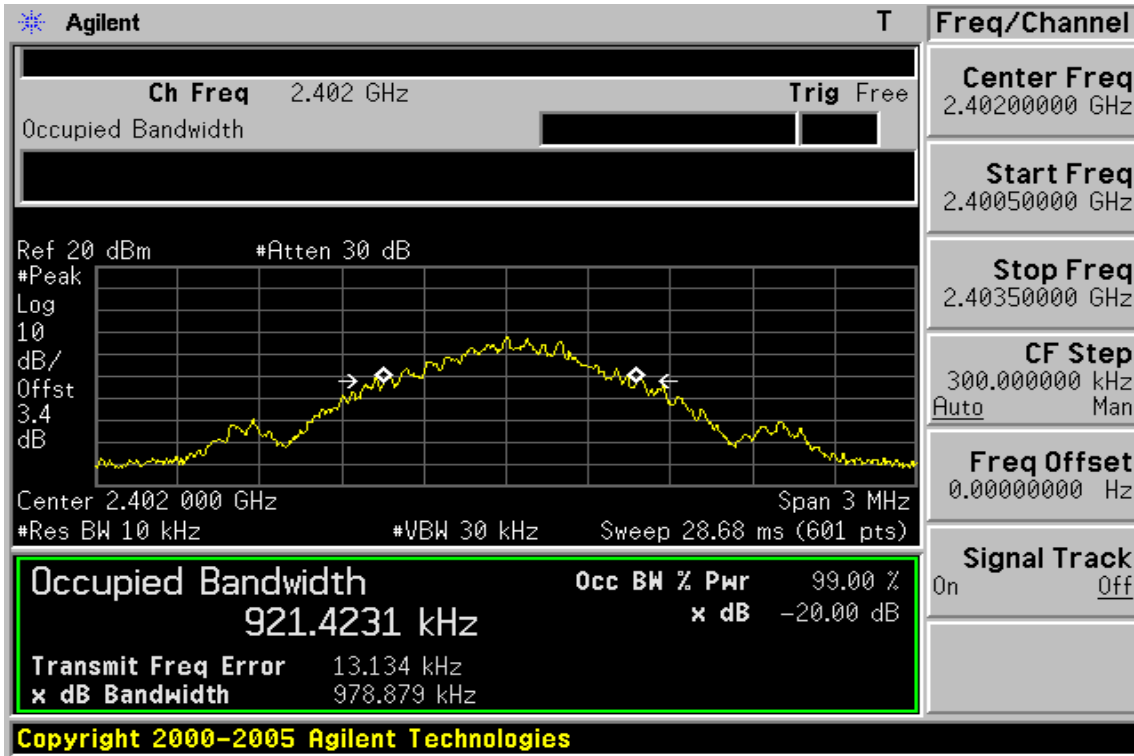 Agilent T
Ch Freq 2.402 GHz Trig Free
Occupied Bandwidth
Ref 20 dBm #Atten 30 dB
#Peak
Log
10
dB/
Offst
3.4
dB
Center 2.402 000 GHz Span 3 MHz
#Res BW 10 kHz #VBW 30 kHz Sweep 28.68 ms (601 pts)
Occupied Bandwidth
921.4231 kHz
Occ BW % Pwr 99.00 %
x dB -20.00 dB
Transmit Freq Error 13.134 kHz
x dB Bandwidth 978.879 kHz
Copyright 2000-2005 Agilent Technologies
Freq/Channel
Center Freq
2.40200000 GHz
Start Freq
2.40050000 GHz
Stop Freq
2.40350000 GHz
CF Step
300.000000 kHz
Auto Man
Freq Offset
0.00000000 Hz
Signal Track
On Off